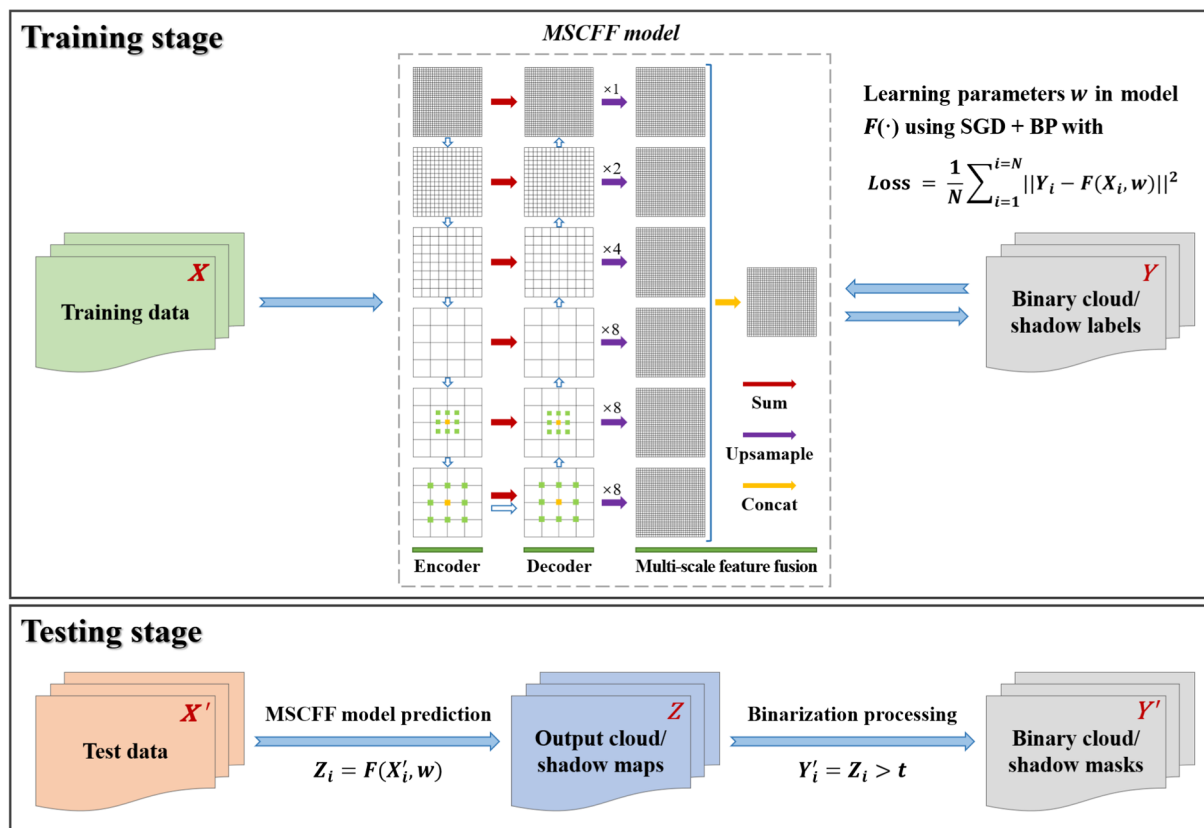 Training stage
MSCFF model
×1
×2
×4
×8
×8
×8
Sum
Upsamaple
Concat
Encoder
Decoder
Multi-scale feature fusion
X
Training data
Learning parameters w in model
F(·) using SGD + BP with
Loss = 1/N ∑_{i=1}^{i=N} ||Y_i − F(X_i, w)||²
Y
Binary cloud/
shadow labels
Testing stage
X'
Test data
MSCFF model prediction
Z_i = F(X'_i, w)
Z
Output cloud/
shadow maps
Binarization processing
Y'_i = Z_i > t
Y'
Binary cloud/
shadow masks